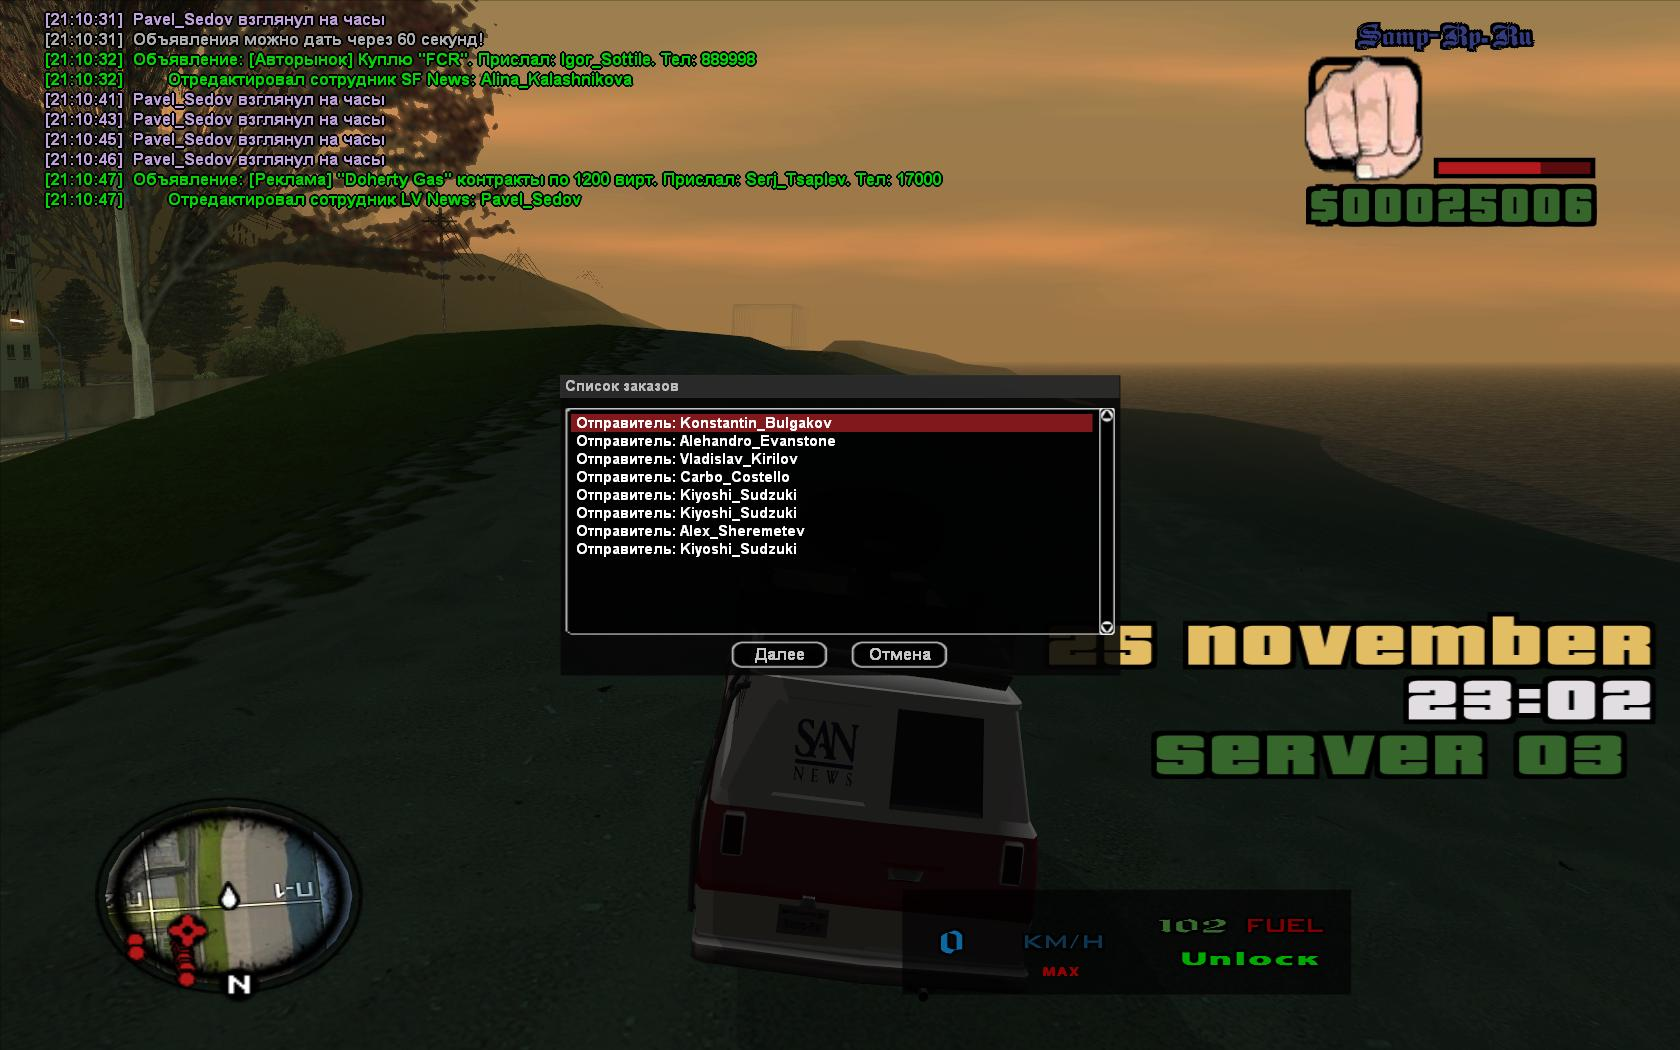 [21:10:31] Pavel_Sedov взглянул на часы
[21:10:31] Объявления можно дать через 60 секунд!
[21:10:32] Объявление: [Авторынок] Куплю "FCR". Прислал: Igor_Sottile. Тел: 889998
[21:10:32] Отредактировал сотрудник SF News: Alina_Kalashnikova
[21:10:41] Pavel_Sedov взглянул на часы
[21:10:43] Pavel_Sedov взглянул на часы
[21:10:45] Pavel_Sedov взглянул на часы
[21:10:46] Pavel_Sedov взглянул на часы
[21:10:47] Объявление: [Реклама] "Doherty Gas" контракты по 1200 вирт. Прислал: Serj_Tsaplev. Тел: 17000
[21:10:47] Отредактировал сотрудник LV News: Pavel_Sedov
Samp-Rp.Ru
$00025006
Список заказов
Отправитель: Konstantin_Bulgakov
Отправитель: Alehandro_Evanstone
Отправитель: Vladislav_Kirilov
Отправитель: Carbo_Costello
Отправитель: Kiyoshi_Sudzuki
Отправитель: Kiyoshi_Sudzuki
Отправитель: Alex_Sheremetev
Отправитель: Kiyoshi_Sudzuki
Далее Отмена
25 november
23:02
server 03
SAN
NEWS
0 KM/H
MAX
102 FUEL
Unlock
N